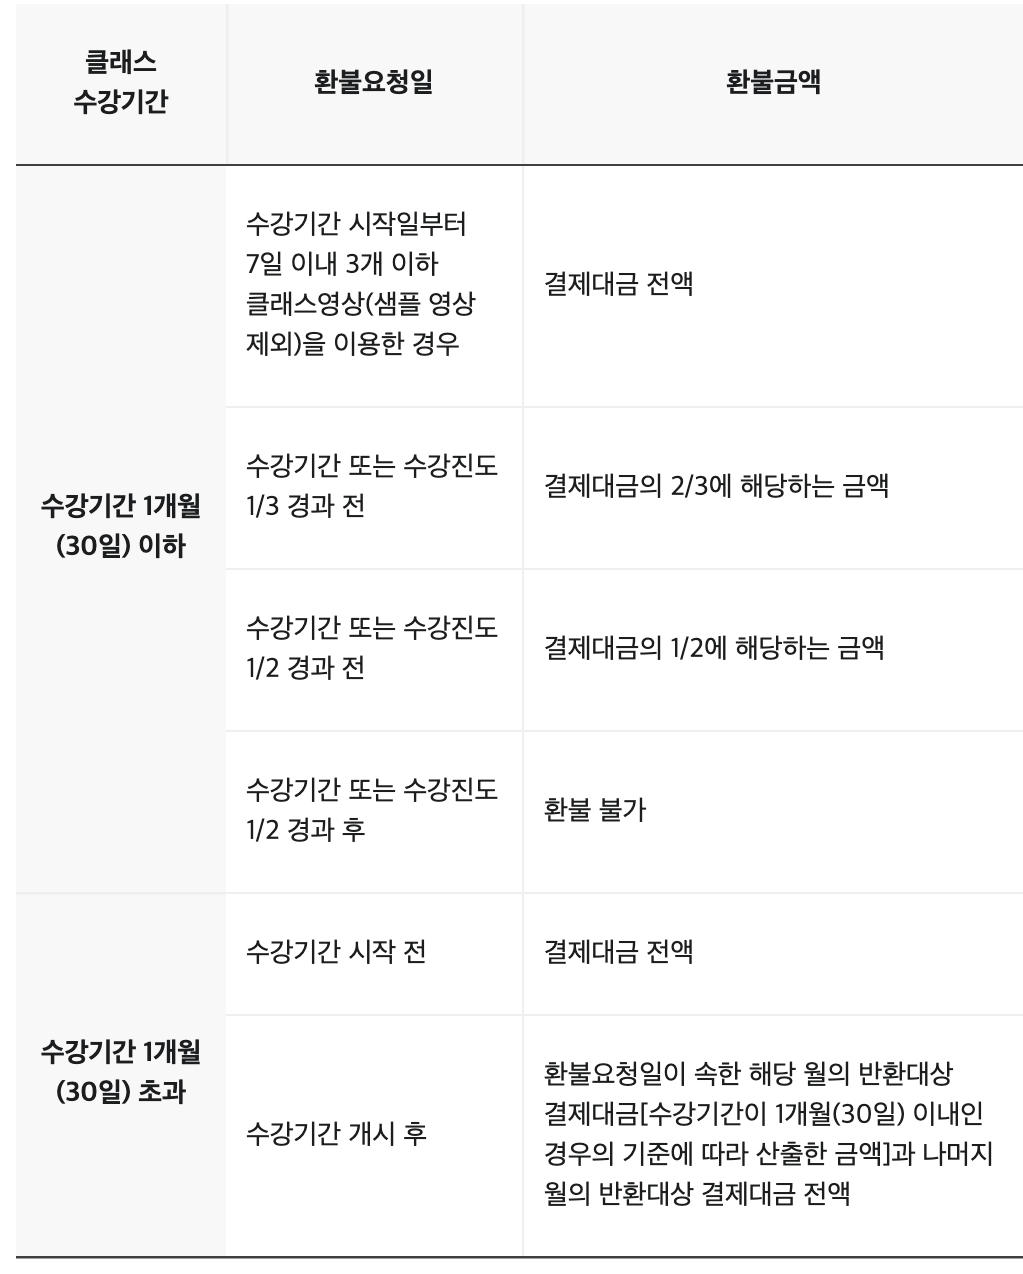 클래스
수강기간
환불요청일
환불금액
수강기간 1개월
(30일) 이하
수강기간 시작일부터
7일 이내 3개 이하
클래스영상(샘플 영상
제외)을 이용한 경우
결제대금 전액
수강기간 또는 수강진도
1/3 경과 전
결제대금의 2/3에 해당하는 금액
수강기간 또는 수강진도
1/2 경과 전
결제대금의 1/2에 해당하는 금액
수강기간 또는 수강진도
1/2 경과 후
환불 불가
수강기간 1개월
(30일) 초과
수강기간 시작 전
결제대금 전액
수강기간 개시 후
환불요청일이 속한 해당 월의 반환대상
결제대금[수강기간이 1개월(30일) 이내인
경우의 기준에 따라 산출한 금액]과 나머지
월의 반환대상 결제대금 전액